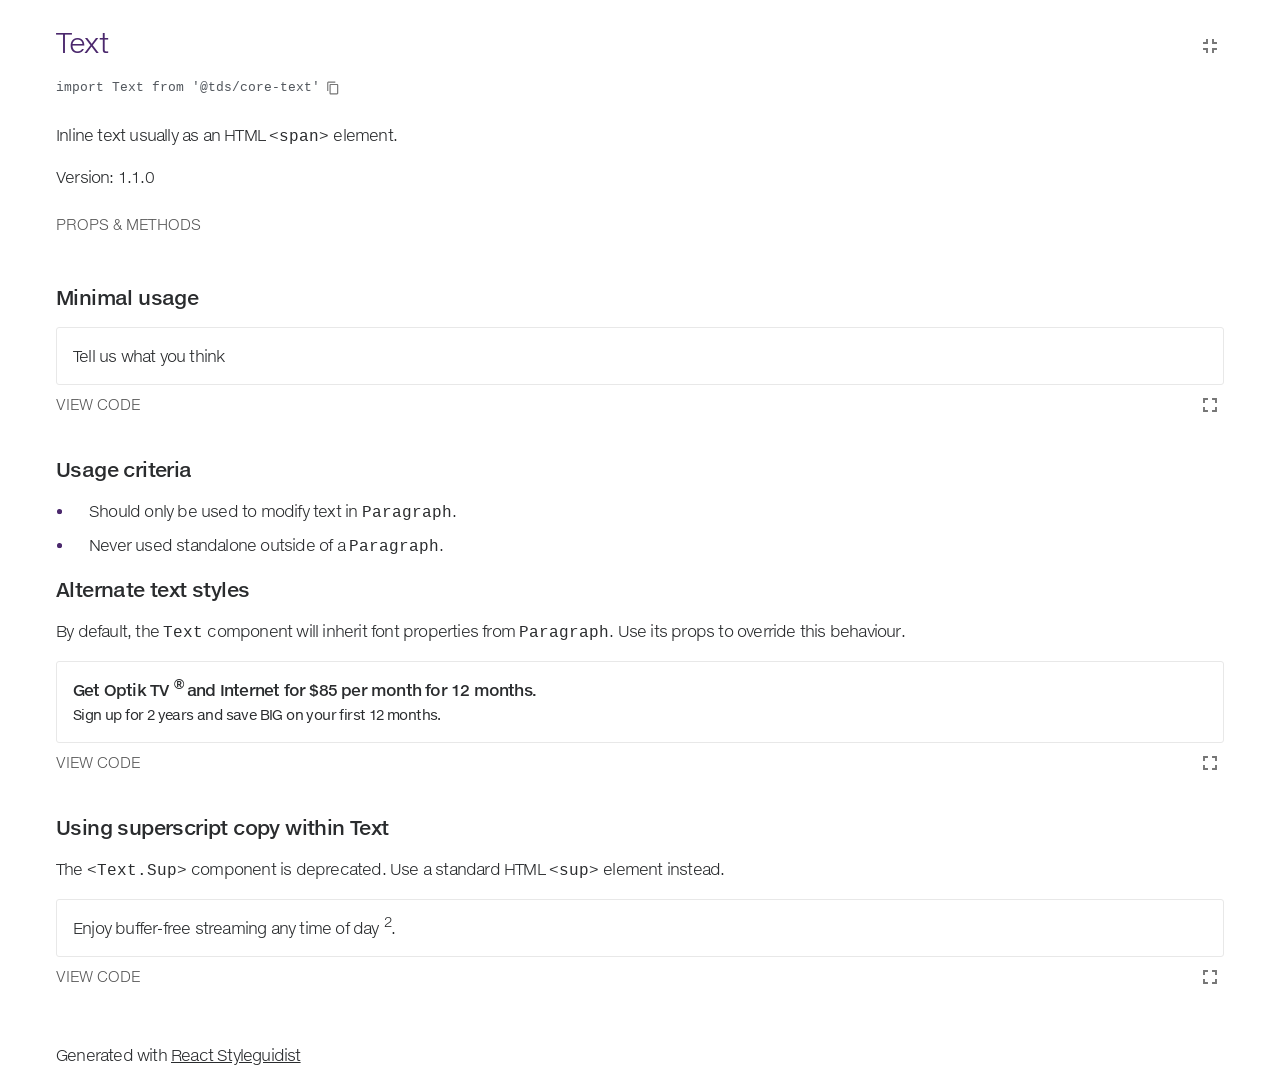 Text
import Text from '@tds/core-text'
Inline text usually as an HTML <span> element.
Version: 1.1.0
PROPS & METHODS
Minimal usage
Tell us what you think
VIEW CODE
Usage criteria
• Should only be used to modify text in Paragraph.
• Never used standalone outside of a Paragraph.
Alternate text styles
By default, the Text component will inherit font properties from Paragraph. Use its props to override this behaviour.
Get Optik TV ® and Internet for $85 per month for 12 months.
Sign up for 2 years and save BIG on your first 12 months.
VIEW CODE
Using superscript copy within Text
The <Text.Sup> component is deprecated. Use a standard HTML <sup> element instead.
Enjoy buffer-free streaming any time of day 2.
VIEW CODE
Generated with React Styleguidist